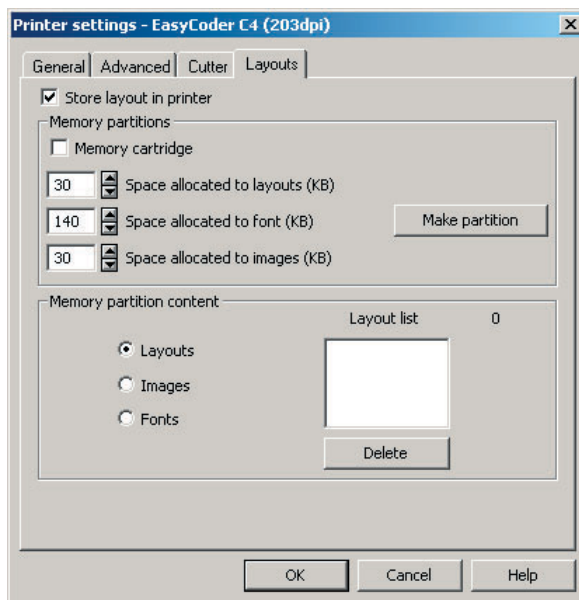 Printer settings - EasyCoder C4 (203dpi)
General Advanced Cutter Layouts
Store layout in printer
Memory partitions
Memory cartridge
30 Space allocated to layouts (KB)
140 Space allocated to font (KB) Make partition
30 Space allocated to images (KB)
Memory partition content
Layout list 0
Layouts
Images
Fonts
Delete
OK Cancel Help